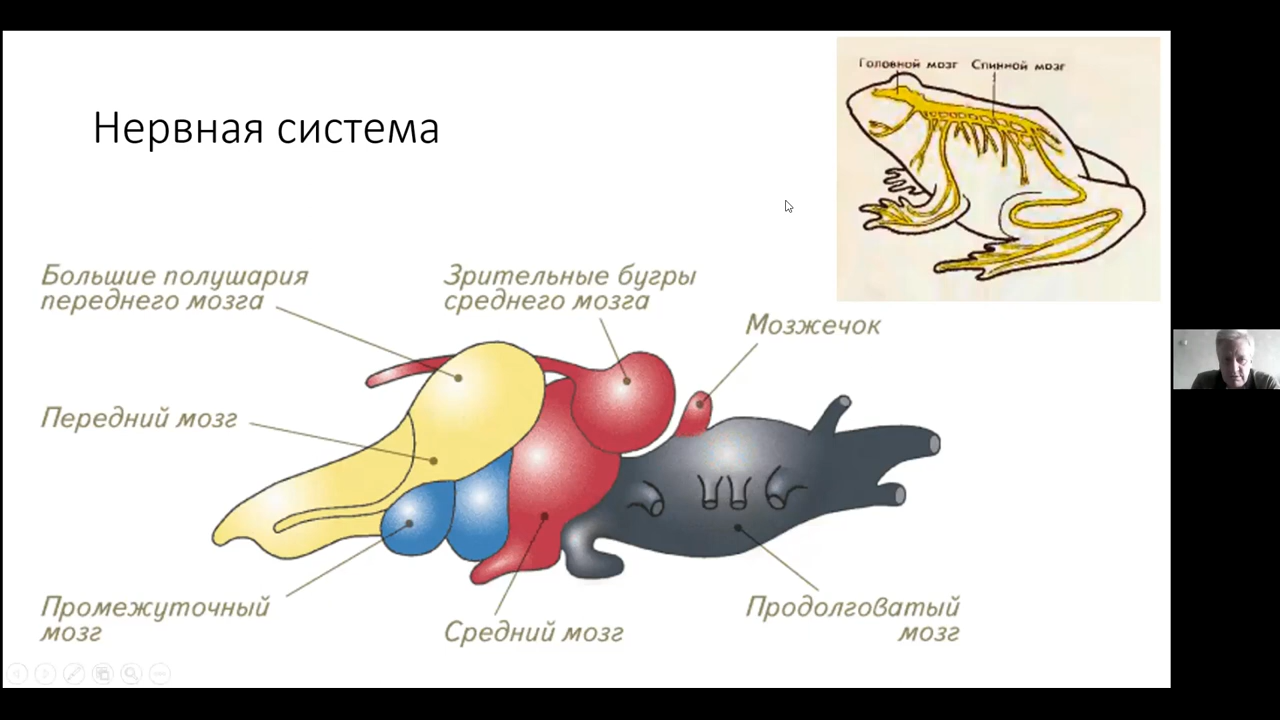 Нервная система
Головной мозг Спинной мозг
Большие полушария
переднего мозга
Зрительные бугры
среднего мозга
Мозжечок
Передний мозг
Промежуточный
мозг
Средний мозг
Продолговатый
мозг